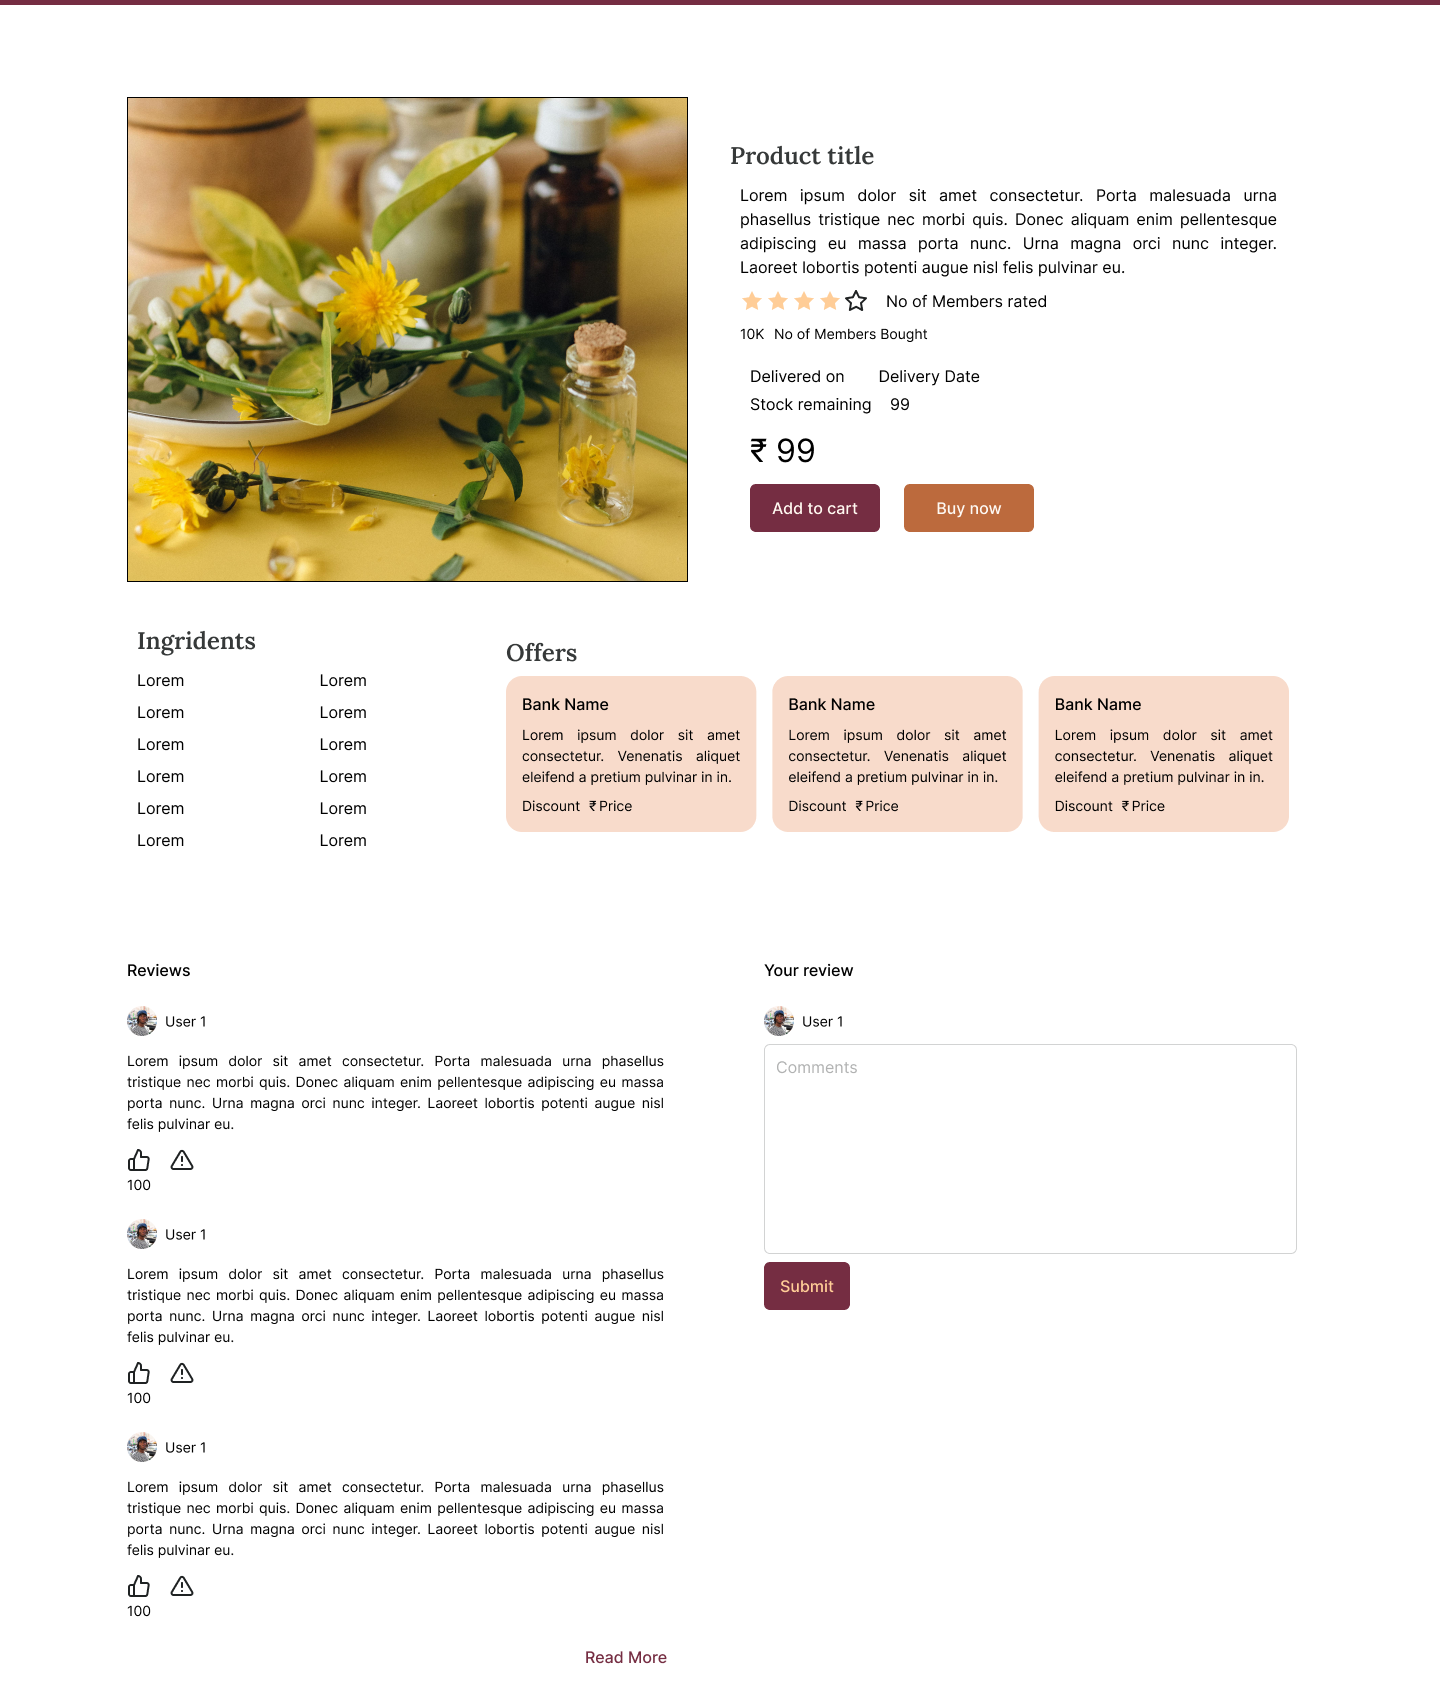 Product title
Lorem ipsum dolor sit amet consectetur. Porta malesuada urna
phasellus tristique nec morbi quis. Donec aliquam enim pellentesque
adipiscing eu massa porta nunc. Urna magna orci nunc integer.
Laoreet lobortis potenti augue nisl felis pulvinar eu.
No of Members rated
10K No of Members Bought
Delivered on Delivery Date
Stock remaining 99
₹ 99
Add to cart
Buy now
Ingridents
Lorem Lorem
Lorem Lorem
Lorem Lorem
Lorem Lorem
Lorem Lorem
Lorem Lorem
Offers
Bank Name
Lorem ipsum dolor sit amet
consectetur. Venenatis aliquet
eleifend a pretium pulvinar in in.
Discount ₹ Price
Bank Name
Lorem ipsum dolor sit amet
consectetur. Venenatis aliquet
eleifend a pretium pulvinar in in.
Discount ₹ Price
Bank Name
Lorem ipsum dolor sit amet
consectetur. Venenatis aliquet
eleifend a pretium pulvinar in in.
Discount ₹ Price
Reviews
User 1
Lorem ipsum dolor sit amet consectetur. Porta malesuada urna phasellus
tristique nec morbi quis. Donec aliquam enim pellentesque adipiscing eu massa
porta nunc. Urna magna orci nunc integer. Laoreet lobortis potenti augue nisl
felis pulvinar eu.
100
User 1
Lorem ipsum dolor sit amet consectetur. Porta malesuada urna phasellus
tristique nec morbi quis. Donec aliquam enim pellentesque adipiscing eu massa
porta nunc. Urna magna orci nunc integer. Laoreet lobortis potenti augue nisl
felis pulvinar eu.
100
User 1
Lorem ipsum dolor sit amet consectetur. Porta malesuada urna phasellus
tristique nec morbi quis. Donec aliquam enim pellentesque adipiscing eu massa
porta nunc. Urna magna orci nunc integer. Laoreet lobortis potenti augue nisl
felis pulvinar eu.
100
Read More
Your review
User 1
Comments
Submit